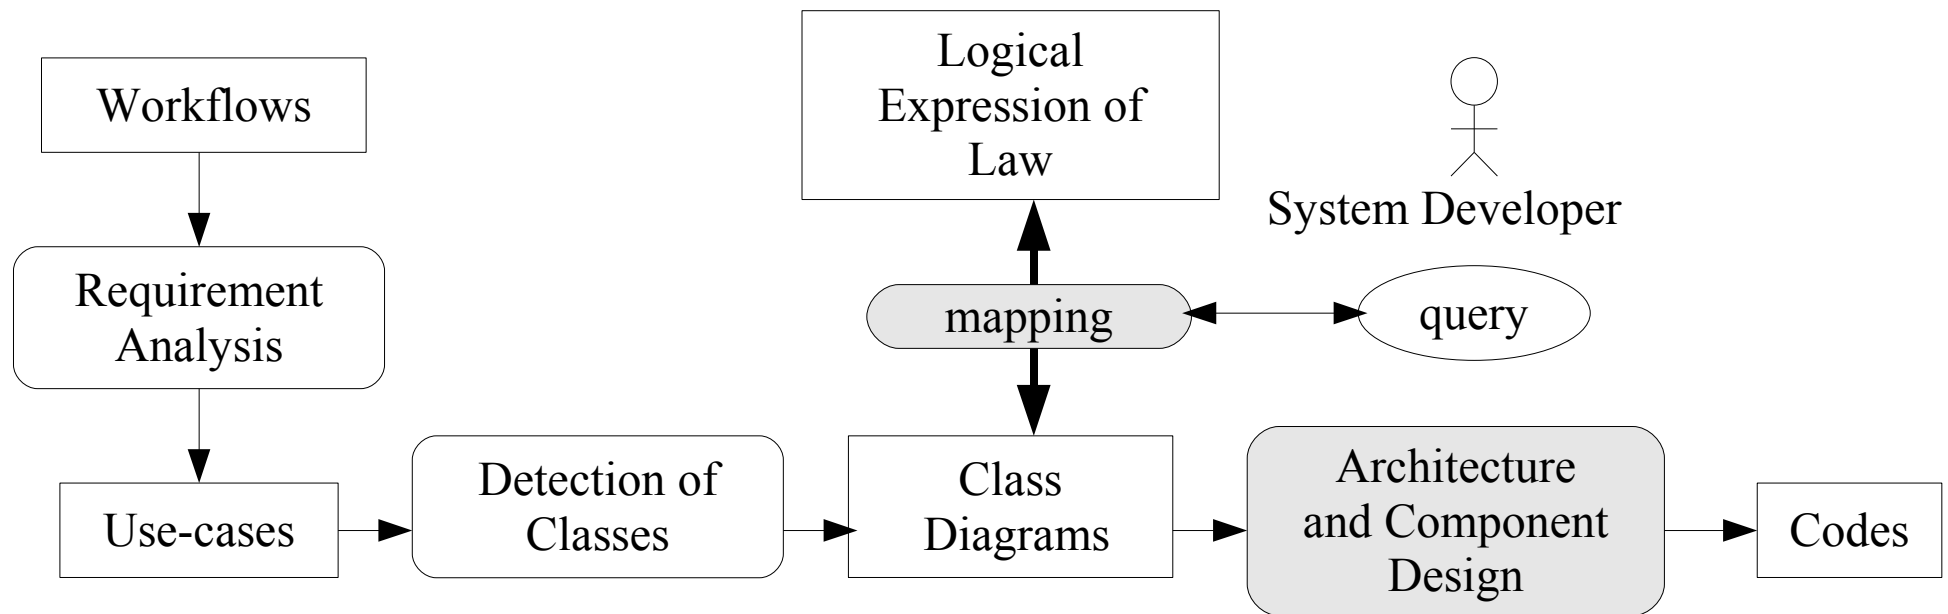 Workflows
Logical
Expression of
Law
System Developer
Requirement
Analysis
mapping
query
Use-cases
Detection of
Classes
Class
Diagrams
Architecture
and Component
Design
Codes